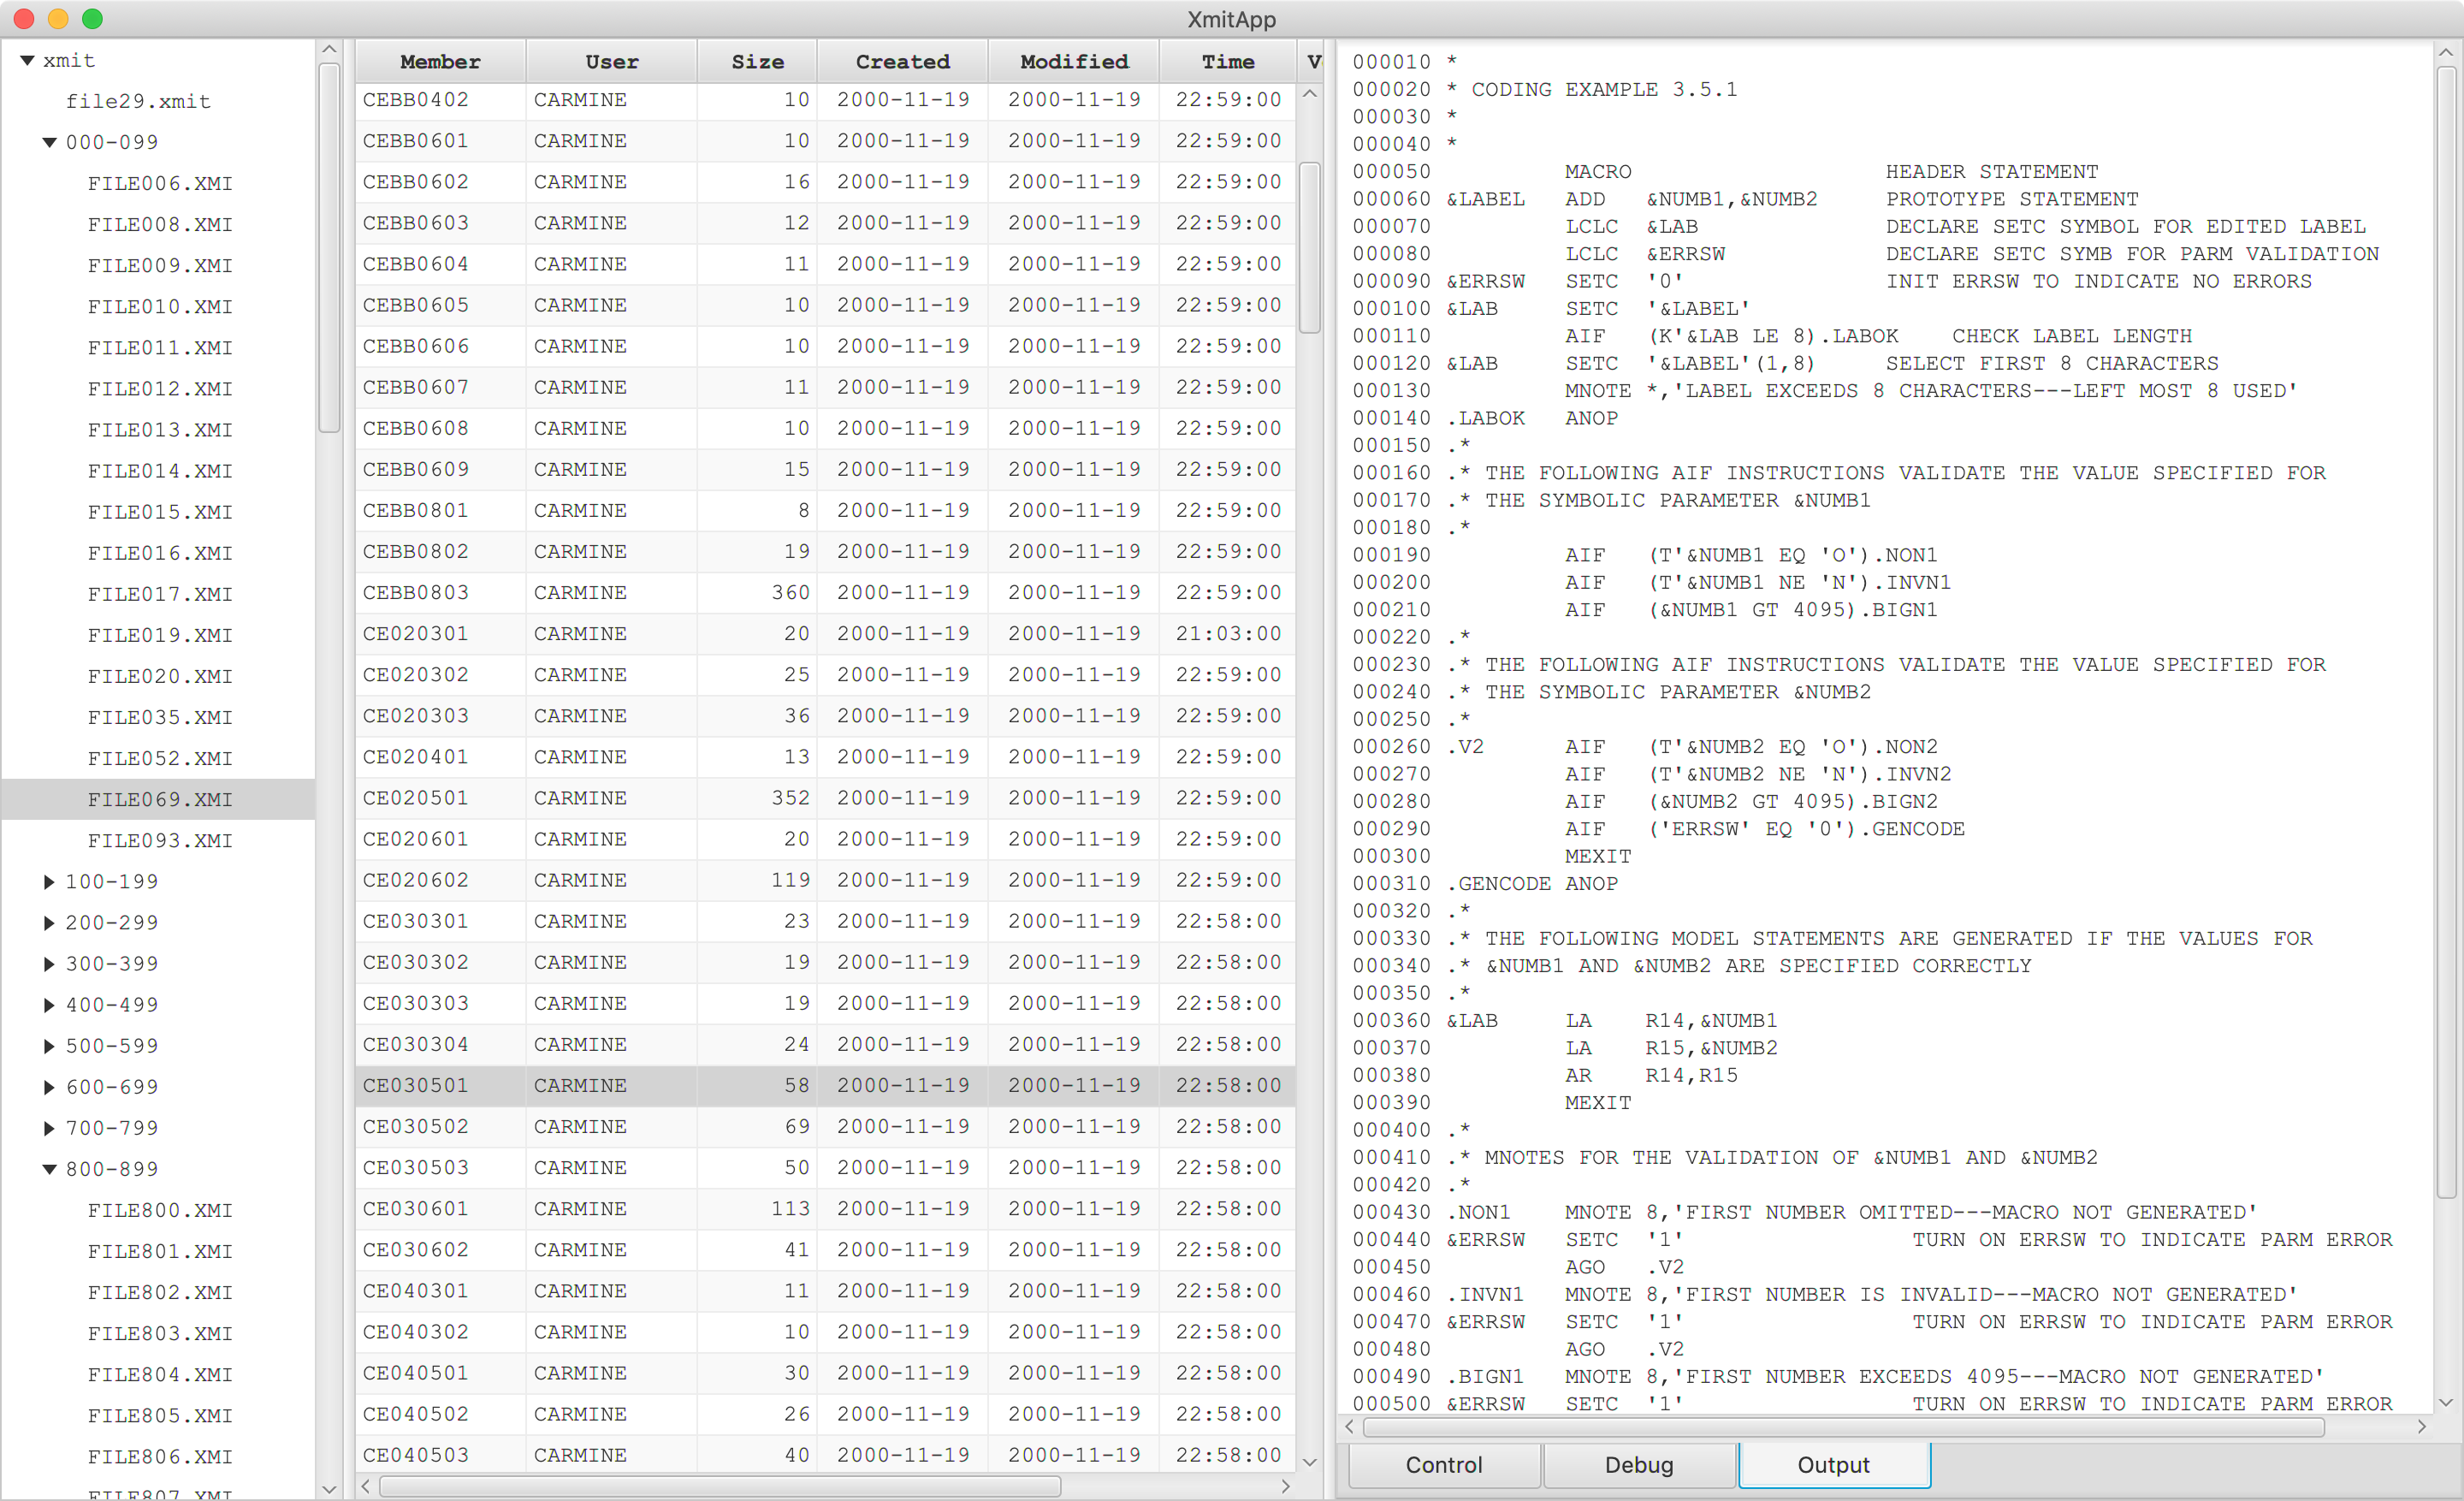 XmitApp
xmit
file29.xmit
000-099
FILE006.XMI
FILE008.XMI
FILE009.XMI
FILE010.XMI
FILE011.XMI
FILE012.XMI
FILE013.XMI
FILE014.XMI
FILE015.XMI
FILE016.XMI
FILE017.XMI
FILE019.XMI
FILE020.XMI
FILE035.XMI
FILE052.XMI
FILE069.XMI
FILE093.XMI
100-199
200-299
300-399
400-499
500-599
600-699
700-799
800-899
FILE800.XMI
FILE801.XMI
FILE802.XMI
FILE803.XMI
FILE804.XMI
FILE805.XMI
FILE806.XMI
FILE807.XMI
Member User Size Created Modified Time
CEBB0402 CARMINE 10 2000-11-19 2000-11-19 22:59:00
CEBB0601 CARMINE 10 2000-11-19 2000-11-19 22:59:00
CEBB0602 CARMINE 16 2000-11-19 2000-11-19 22:59:00
CEBB0603 CARMINE 12 2000-11-19 2000-11-19 22:59:00
CEBB0604 CARMINE 11 2000-11-19 2000-11-19 22:59:00
CEBB0605 CARMINE 10 2000-11-19 2000-11-19 22:59:00
CEBB0606 CARMINE 10 2000-11-19 2000-11-19 22:59:00
CEBB0607 CARMINE 11 2000-11-19 2000-11-19 22:59:00
CEBB0608 CARMINE 10 2000-11-19 2000-11-19 22:59:00
CEBB0609 CARMINE 15 2000-11-19 2000-11-19 22:59:00
CEBB0801 CARMINE 8 2000-11-19 2000-11-19 22:59:00
CEBB0802 CARMINE 19 2000-11-19 2000-11-19 22:59:00
CEBB0803 CARMINE 360 2000-11-19 2000-11-19 22:59:00
CE020301 CARMINE 20 2000-11-19 2000-11-19 21:03:00
CE020302 CARMINE 25 2000-11-19 2000-11-19 22:59:00
CE020303 CARMINE 36 2000-11-19 2000-11-19 22:59:00
CE020401 CARMINE 13 2000-11-19 2000-11-19 22:59:00
CE020501 CARMINE 352 2000-11-19 2000-11-19 22:59:00
CE020601 CARMINE 20 2000-11-19 2000-11-19 22:59:00
CE020602 CARMINE 119 2000-11-19 2000-11-19 22:59:00
CE030301 CARMINE 23 2000-11-19 2000-11-19 22:58:00
CE030302 CARMINE 19 2000-11-19 2000-11-19 22:58:00
CE030303 CARMINE 19 2000-11-19 2000-11-19 22:58:00
CE030304 CARMINE 24 2000-11-19 2000-11-19 22:58:00
CE030501 CARMINE 58 2000-11-19 2000-11-19 22:58:00
CE030502 CARMINE 69 2000-11-19 2000-11-19 22:58:00
CE030503 CARMINE 50 2000-11-19 2000-11-19 22:58:00
CE030601 CARMINE 113 2000-11-19 2000-11-19 22:58:00
CE030602 CARMINE 41 2000-11-19 2000-11-19 22:58:00
CE040301 CARMINE 11 2000-11-19 2000-11-19 22:58:00
CE040302 CARMINE 10 2000-11-19 2000-11-19 22:58:00
CE040501 CARMINE 30 2000-11-19 2000-11-19 22:58:00
CE040502 CARMINE 26 2000-11-19 2000-11-19 22:58:00
CE040503 CARMINE 40 2000-11-19 2000-11-19 22:58:00
000010 *
000020 * CODING EXAMPLE 3.5.1
000030 *
000040 *
000050 MACRO HEADER STATEMENT
000060 &LABEL ADD &NUMB1,&NUMB2 PROTOTYPE STATEMENT
000070 LCLC &LAB DECLARE SETC SYMBOL FOR EDITED LABEL
000080 LCLC &ERRSW DECLARE SETC SYMB FOR PARM VALIDATION
000090 &ERRSW SETC '0' INIT ERRSW TO INDICATE NO ERRORS
000100 &LAB SETC '&LABEL'
000110 AIF (K'&LAB LE 8).LABOK CHECK LABEL LENGTH
000120 &LAB SETC '&LABEL'(1,8) SELECT FIRST 8 CHARACTERS
000130 MNOTE *,'LABEL EXCEEDS 8 CHARACTERS---LEFT MOST 8 USED'
000140 .LABOK ANOP
000150 .*
000160 .* THE FOLLOWING AIF INSTRUCTIONS VALIDATE THE VALUE SPECIFIED FOR
000170 .* THE SYMBOLIC PARAMETER &NUMB1
000180 .*
000190 AIF (T'&NUMB1 EQ 'O').NON1
000200 AIF (T'&NUMB1 NE 'N').INVN1
000210 AIF (&NUMB1 GT 4095).BIGN1
000220 .*
000230 .* THE FOLLOWING AIF INSTRUCTIONS VALIDATE THE VALUE SPECIFIED FOR
000240 .* THE SYMBOLIC PARAMETER &NUMB2
000250 .*
000260 .V2 AIF (T'&NUMB2 EQ 'O').NON2
000270 AIF (T'&NUMB2 NE 'N').INVN2
000280 AIF (&NUMB2 GT 4095).BIGN2
000290 AIF ('ERRSW' EQ '0').GENCODE
000300 MEXIT
000310 .GENCODE ANOP
000320 .*
000330 .* THE FOLLOWING MODEL STATEMENTS ARE GENERATED IF THE VALUES FOR
000340 .* &NUMB1 AND &NUMB2 ARE SPECIFIED CORRECTLY
000350 .*
000360 &LAB LA R14,&NUMB1
000370 LA R15,&NUMB2
000380 AR R14,R15
000390 MEXIT
000400 .*
000410 .* MNOTES FOR THE VALIDATION OF &NUMB1 AND &NUMB2
000420 .*
000430 .NON1 MNOTE 8,'FIRST NUMBER OMITTED---MACRO NOT GENERATED'
000440 &ERRSW SETC '1' TURN ON ERRSW TO INDICATE PARM ERROR
000450 AGO .V2
000460 .INVN1 MNOTE 8,'FIRST NUMBER IS INVALID---MACRO NOT GENERATED'
000470 &ERRSW SETC '1' TURN ON ERRSW TO INDICATE PARM ERROR
000480 AGO .V2
000490 .BIGN1 MNOTE 8,'FIRST NUMBER EXCEEDS 4095---MACRO NOT GENERATED'
000500 &ERRSW SETC '1' TURN ON ERRSW TO INDICATE PARM ERROR
Control Debug Output